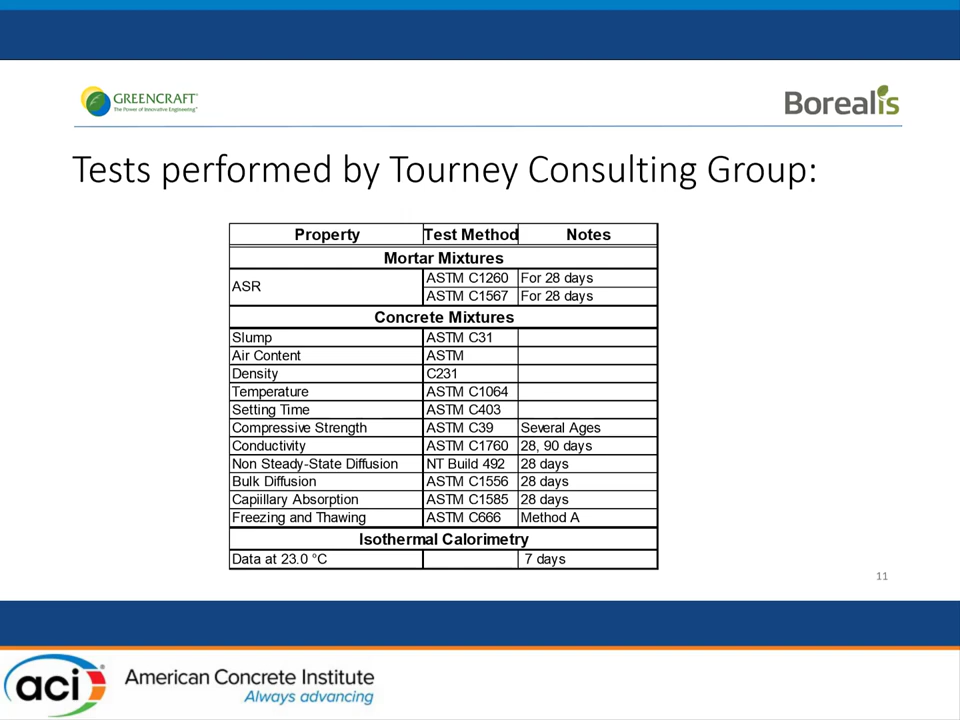 GREENCRAFT
The Power of Innovative Engineering
Borealis
Tests performed by Tourney Consulting Group:
Property Test Method Notes
Mortar Mixtures
ASR ASTM C1260 For 28 days
ASTM C1567 For 28 days
Concrete Mixtures
Slump ASTM C31
Air Content ASTM
Density C231
Temperature ASTM C1064
Setting Time ASTM C403
Compressive Strength ASTM C39 Several Ages
Conductivity ASTM C1760 28, 90 days
Non Steady-State Diffusion NT Build 492 28 days
Bulk Diffusion ASTM C1556 28 days
Capiillary Absorption ASTM C1585 28 days
Freezing and Thawing ASTM C666 Method A
Isothermal Calorimetry
Data at 23.0 °C 7 days
11
aci American Concrete Institute
Always advancing